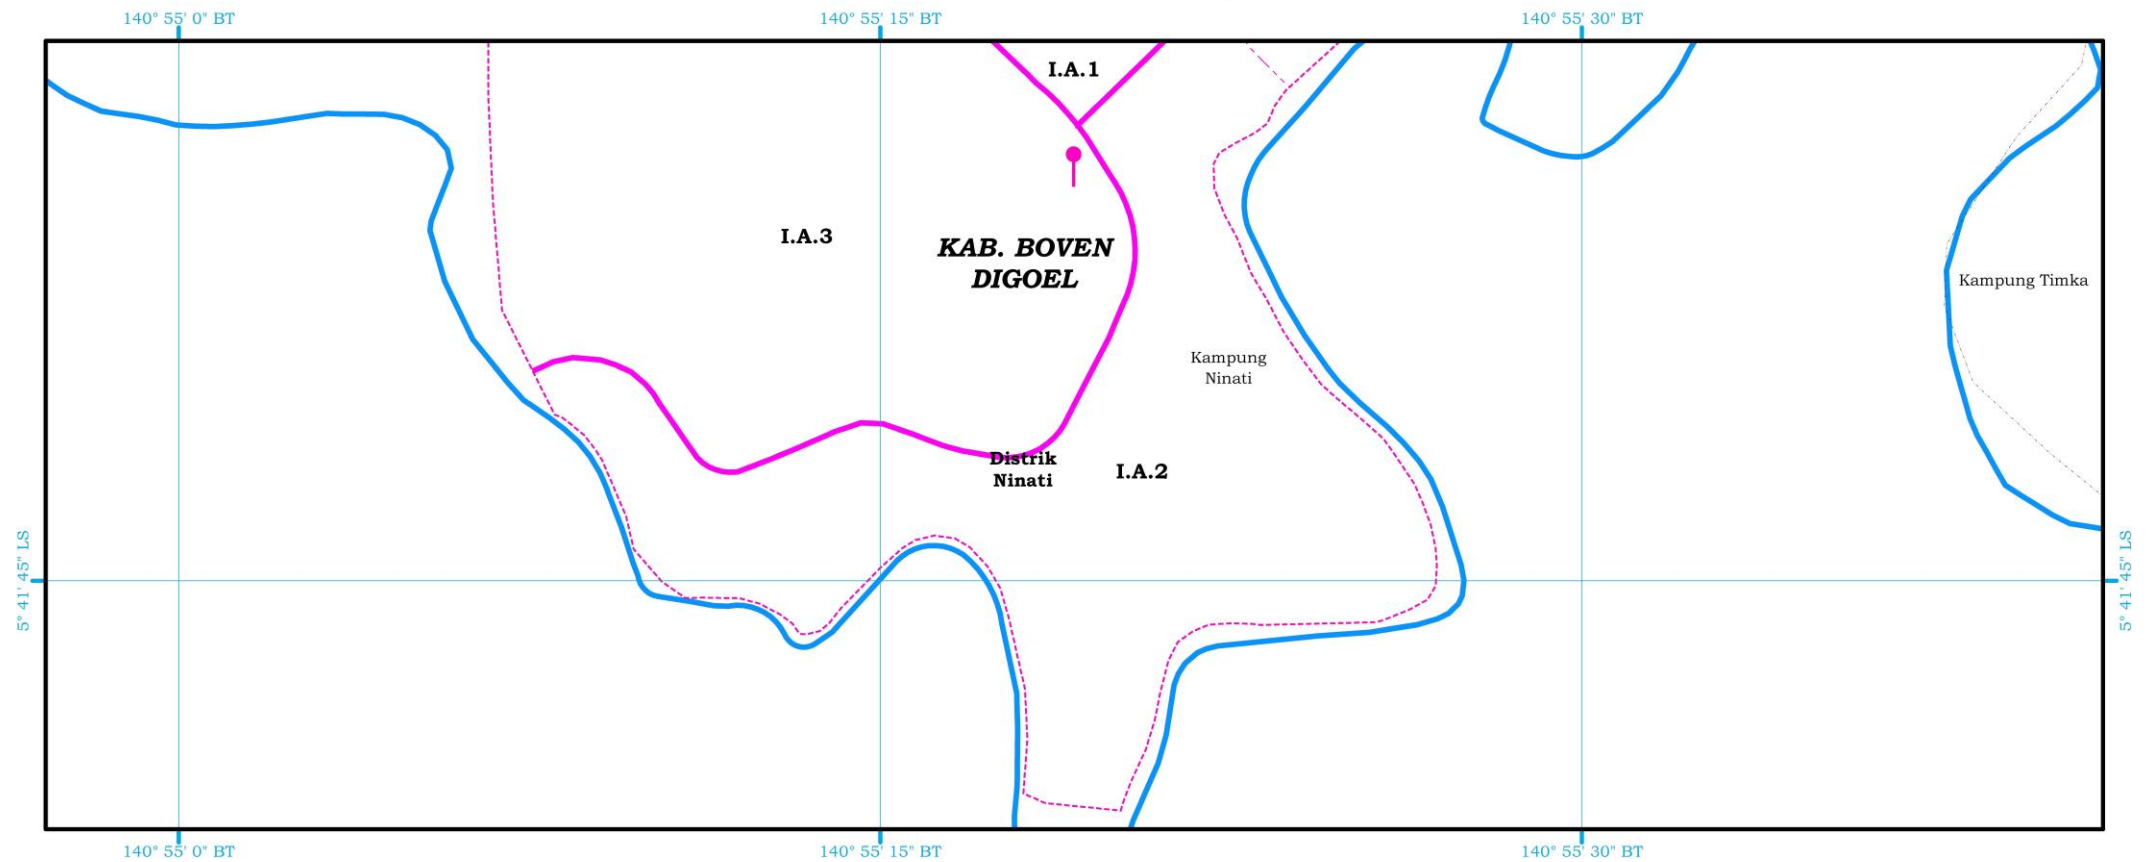 140° 55' 0" BT
140° 55' 15" BT
140° 55' 30" BT
I.A.1
I.A.3
KAB. BOVEN
DIGOEL
Kampung Timka
Kampung
Ninati
Distrik
Ninati
I.A.2
5° 41' 45" LS
5° 41' 45" LS
140° 55' 0" BT
140° 55' 15" BT
140° 55' 30" BT